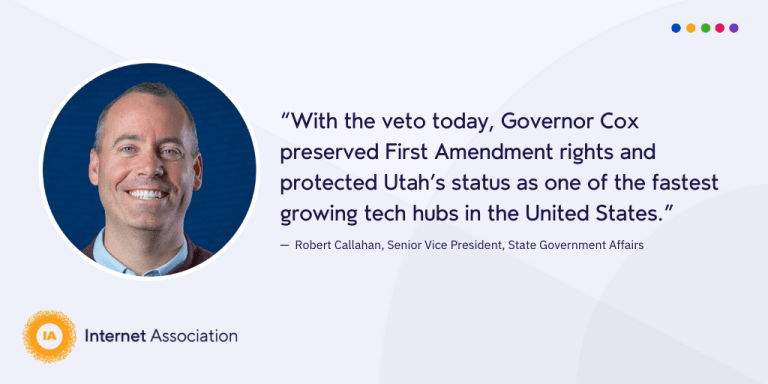 “With the veto today, Governor Cox
preserved First Amendment rights and
protected Utah’s status as one of the fastest
growing tech hubs in the United States.”
— Robert Callahan, Senior Vice President, State Government Affairs
IA
Internet Association